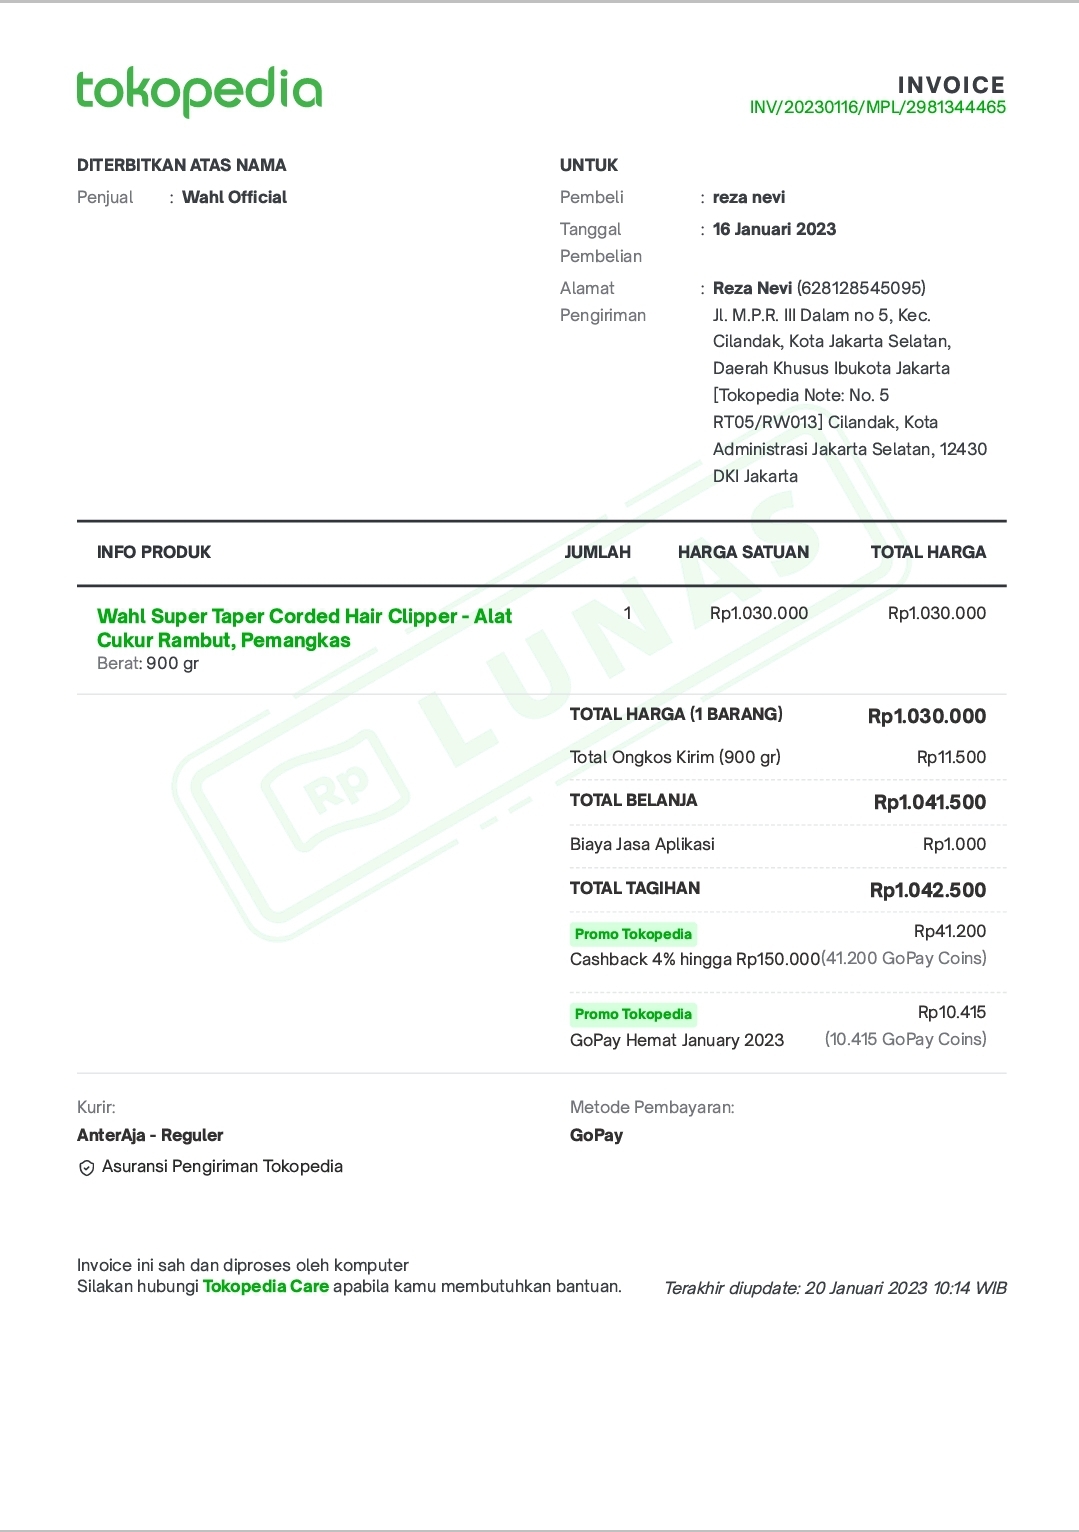 tokopedia
INVOICE
INV/20230116/MPL/2981344465
DITERBITKAN ATAS NAMA
Penjual : Wahl Official
UNTUK
Pembeli : reza nevi
Tanggal Pembelian : 16 Januari 2023
Alamat Pengiriman : Reza Nevi (628128545095)
Jl. M.P.R. III Dalam no 5, Kec.
Cilandak, Kota Jakarta Selatan,
Daerah Khusus Ibukota Jakarta
[Tokopedia Note: No. 5
RT05/RW013] Cilandak, Kota
Administrasi Jakarta Selatan, 12430
DKI Jakarta
INFO PRODUK JUMLAH HARGA SATUAN TOTAL HARGA
Wahl Super Taper Corded Hair Clipper - Alat 1 Rp1.030.000 Rp1.030.000
Cukur Rambut, Pemangkas
Berat: 900 gr
Rp LUNAS
TOTAL HARGA (1 BARANG) Rp1.030.000
Total Ongkos Kirim (900 gr) Rp11.500
TOTAL BELANJA Rp1.041.500
Biaya Jasa Aplikasi Rp1.000
TOTAL TAGIHAN Rp1.042.500
Promo Tokopedia Rp41.200
Cashback 4% hingga Rp150.000 (41.200 GoPay Coins)
Promo Tokopedia Rp10.415
GoPay Hemat January 2023 (10.415 GoPay Coins)
Kurir:
AnterAja - Reguler
Asuransi Pengiriman Tokopedia
Metode Pembayaran:
GoPay
Invoice ini sah dan diproses oleh komputer
Silakan hubungi Tokopedia Care apabila kamu membutuhkan bantuan.
Terakhir diupdate: 20 Januari 2023 10:14 WIB